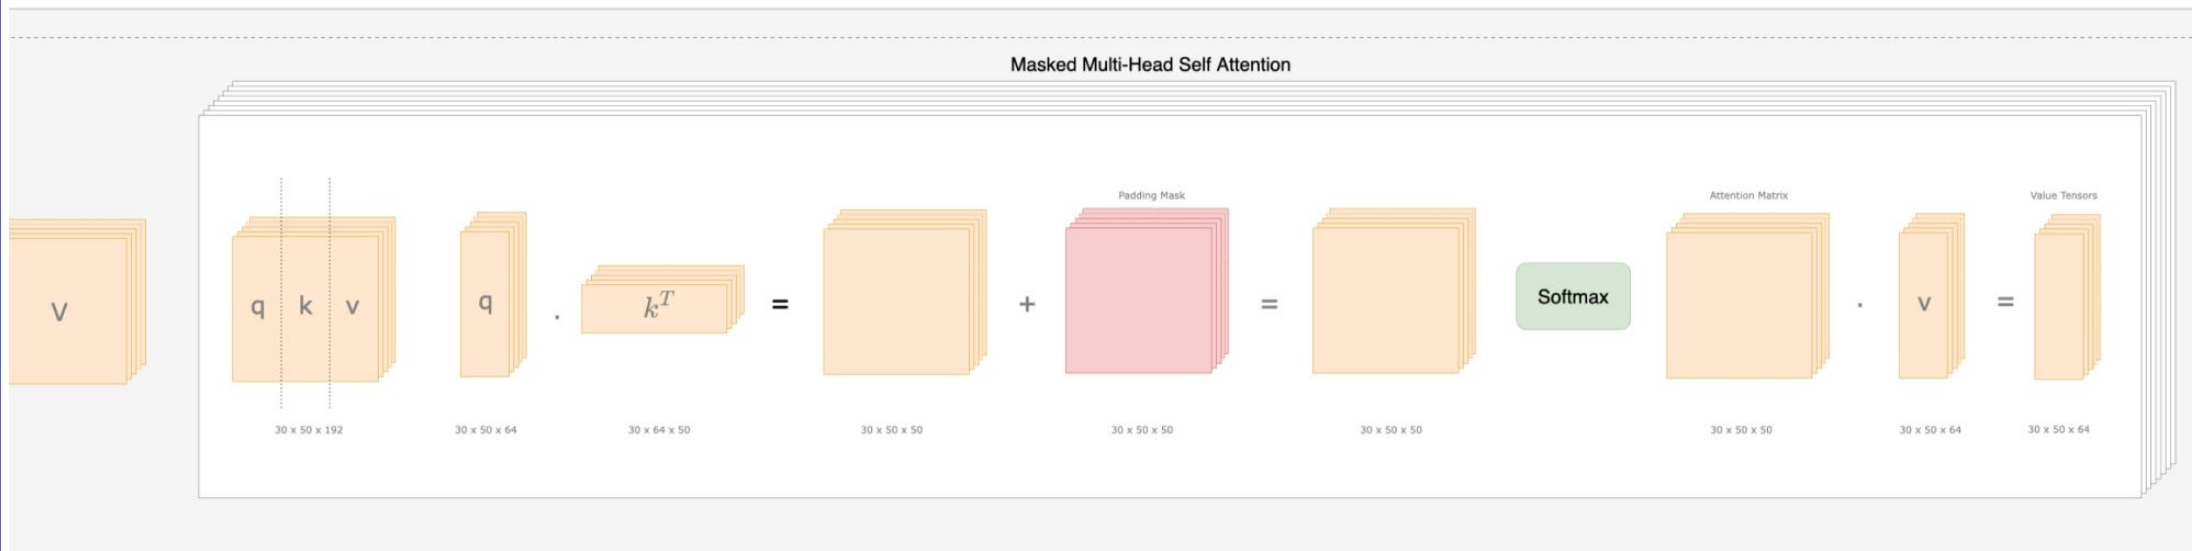 Masked Multi-Head Self Attention
V
q k v
30 x 50 x 192
q
30 x 50 x 64
.
k^T
30 x 64 x 50
=
30 x 50 x 50
+
Padding Mask
30 x 50 x 50
=
30 x 50 x 50
Softmax
Attention Matrix
30 x 50 x 50
.
v
30 x 50 x 64
=
Value Tensors
30 x 50 x 64